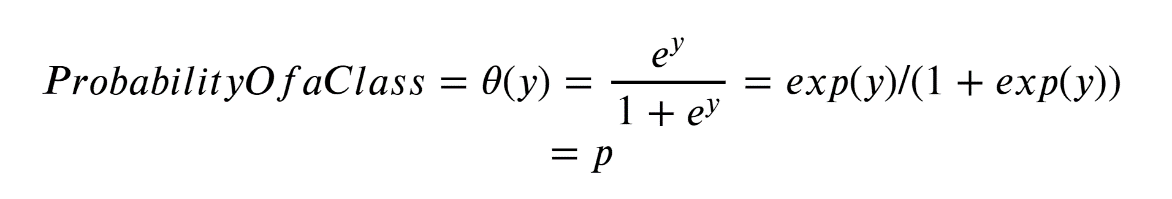 ProbabilityOfaClass = θ(y) = e^y / (1 + e^y) = exp(y)/(1 + exp(y))
= p